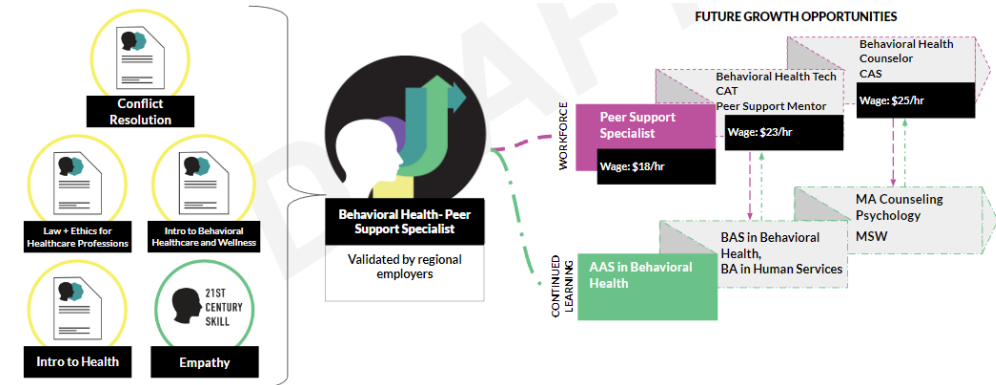 DRAFT
FUTURE GROWTH OPPORTUNITIES
Conflict
Resolution
Law + Ethics for
Healthcare Professions
Intro to Behavioral
Healthcare and Wellness
Intro to Health
21ST
CENTURY
SKILL
Empathy
Behavioral Health- Peer
Support Specialist
Validated by regional
employers
WORKFORCE
Peer Support
Specialist
Wage: $18/hr
Behavioral Health Tech
CAT
Peer Support Mentor
Wage: $23/hr
Behavioral Health
Counselor
CAS
Wage: $25/hr
CONTINUED
LEARNING
AAS in Behavioral
Health
BAS in Behavioral
Health,
BA in Human Services
MA Counseling
Psychology
MSW